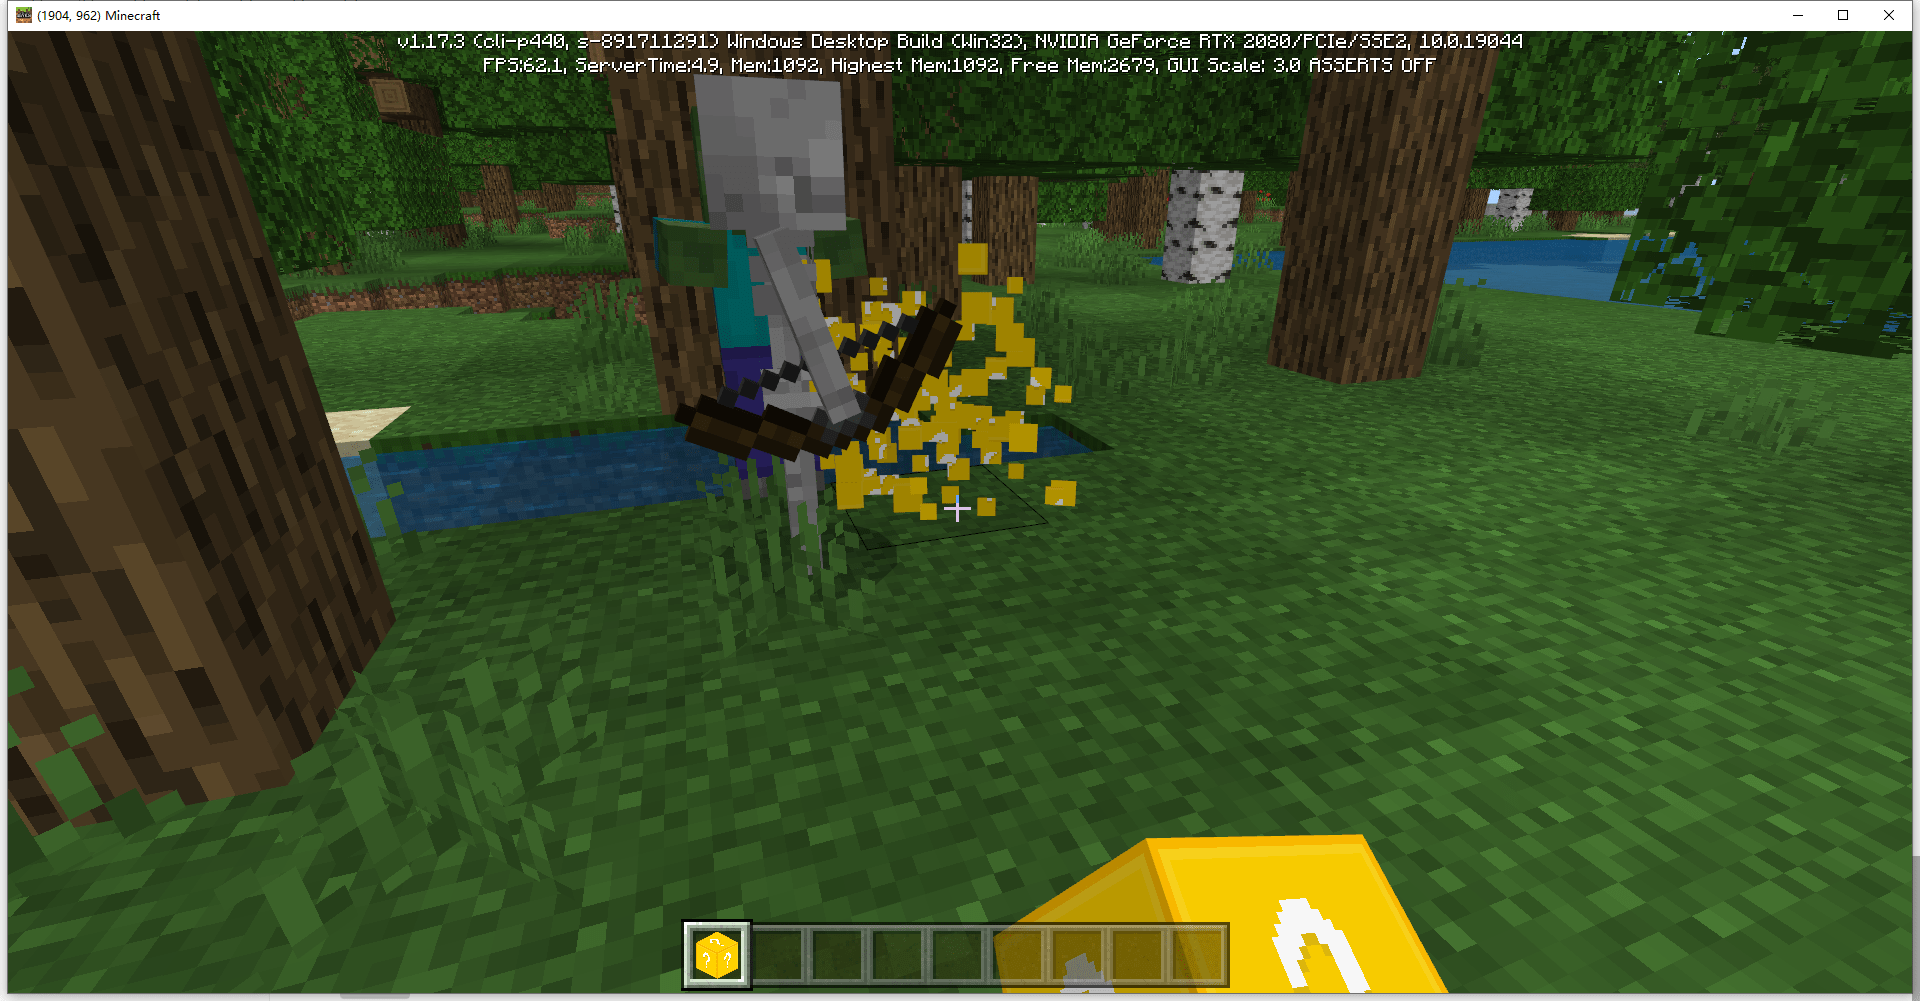 (1904, 962) Minecraft
v1.17.3 (cli-p440, s-891711291) Windows Desktop Build (Win32), NVIDIA GeForce RTX 2080/PCIe/SSE2, 10.0.19044
FPS:62.1, ServerTime:4.9, Mem:1092, Highest Mem:1092, Free Mem:2679, GUI Scale: 3.0 ASSERTS OFF
? ? ?